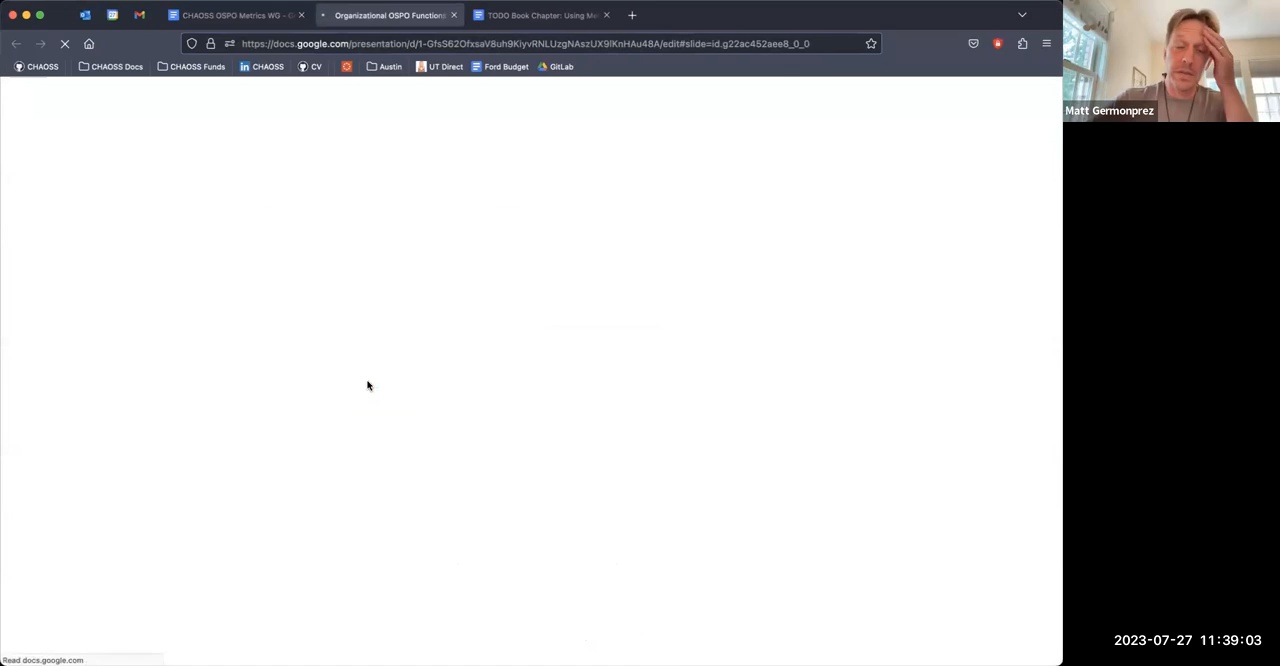 CHAOSS OSPO Metrics WG - G
Organizational OSPO Functions
TODO Book Chapter: Using Me
https://docs.google.com/presentation/d/1-GfsS62OfxsaV8uh9KiyvRNLUzgNAszUX9lKnHAu48A/edit#slide=id.g22ac452aee8_0_0
CHAOSS
CHAOSS Docs
CHAOSS Funds
CHAOSS
CV
Austin
UT Direct
Ford Budget
GitLab
Matt Germonprez
2023-07-27 11:39:03
Read docs.google.com